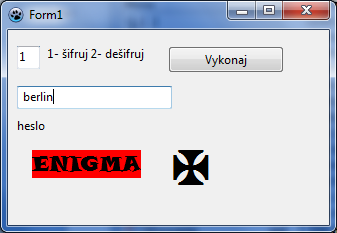 Form1
1 1- šifruj 2- dešifruj Vykonaj
berlin
heslo
ENIGMA